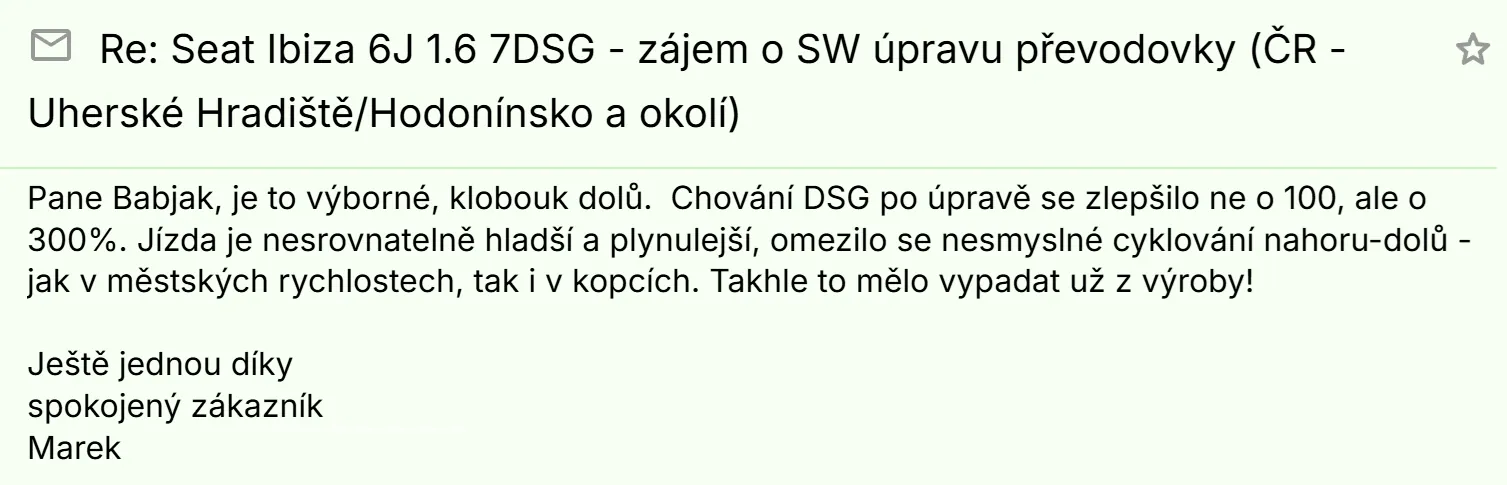 Re: Seat Ibiza 6J 1.6 7DSG - zájem o SW úpravu převodovky (ČR -
Uherské Hradiště/Hodonínsko a okolí)
Pane Babjak, je to výborné, klobouk dolů.  Chování DSG po úpravě se zlepšilo ne o 100, ale o
300%. Jízda je nesrovnatelně hladší a plynulejší, omezilo se nesmyslné cyklování nahoru-dolů -
jak v městských rychlostech, tak i v kopcích. Takhle to mělo vypadat už z výroby!
Ještě jednou díky
spokojený zákazník
Marek